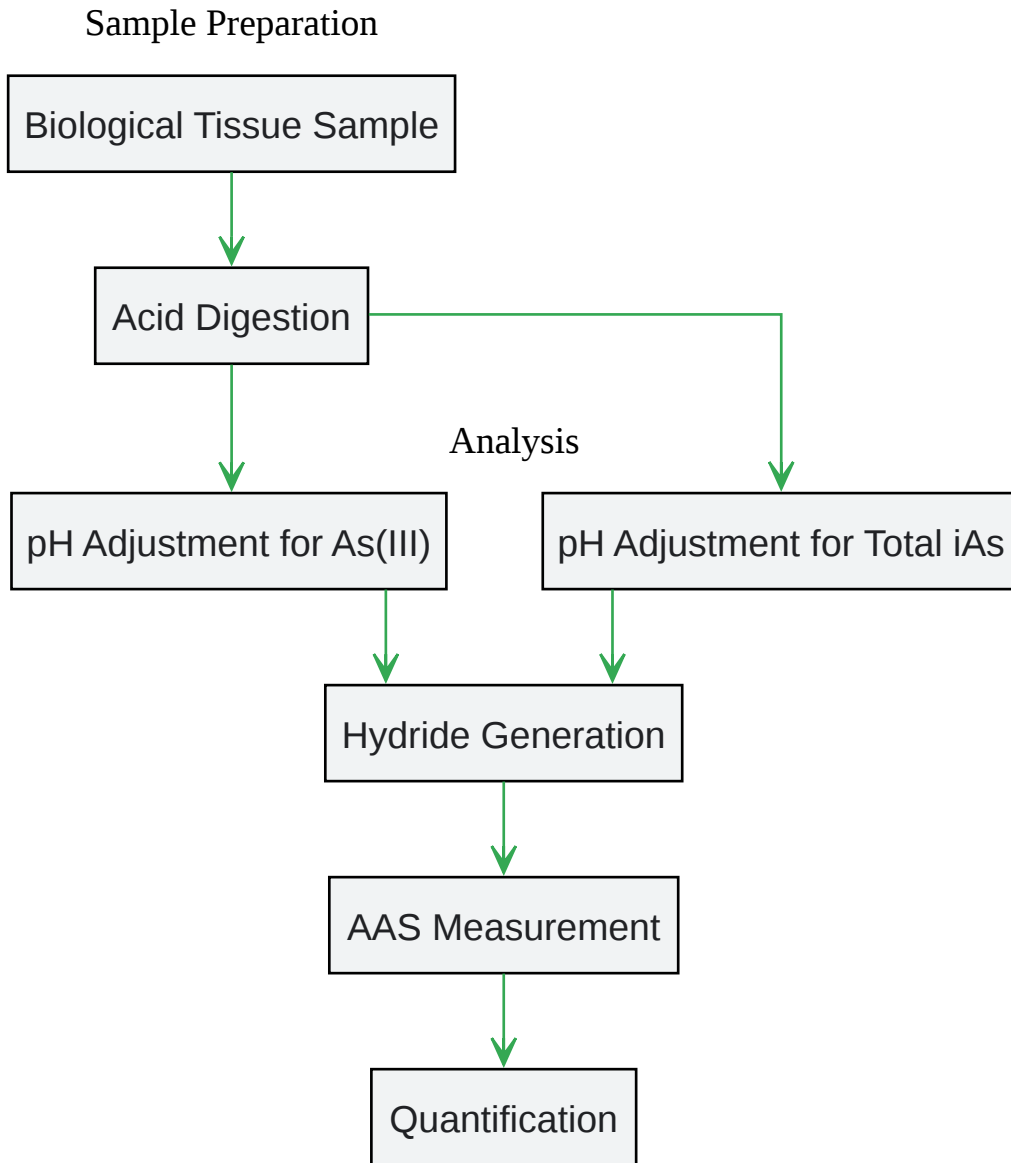 Sample Preparation
Biological Tissue Sample
Acid Digestion
Analysis
pH Adjustment for As(III)
pH Adjustment for Total iAs
Hydride Generation
AAS Measurement
Quantification